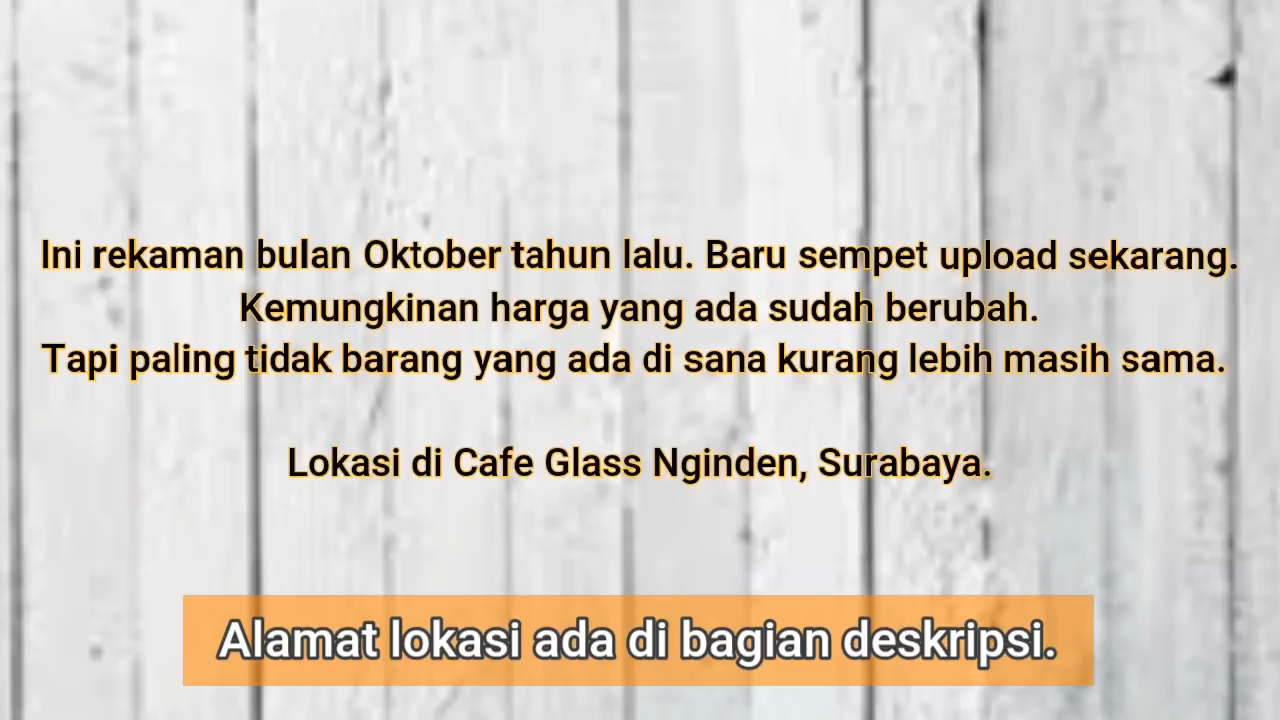 Ini rekaman bulan Oktober tahun lalu. Baru sempet upload sekarang.
Kemungkinan harga yang ada sudah berubah.
Tapi paling tidak barang yang ada di sana kurang lebih masih sama.
Lokasi di Cafe Glass Nginden, Surabaya.
Alamat lokasi ada di bagian deskripsi.